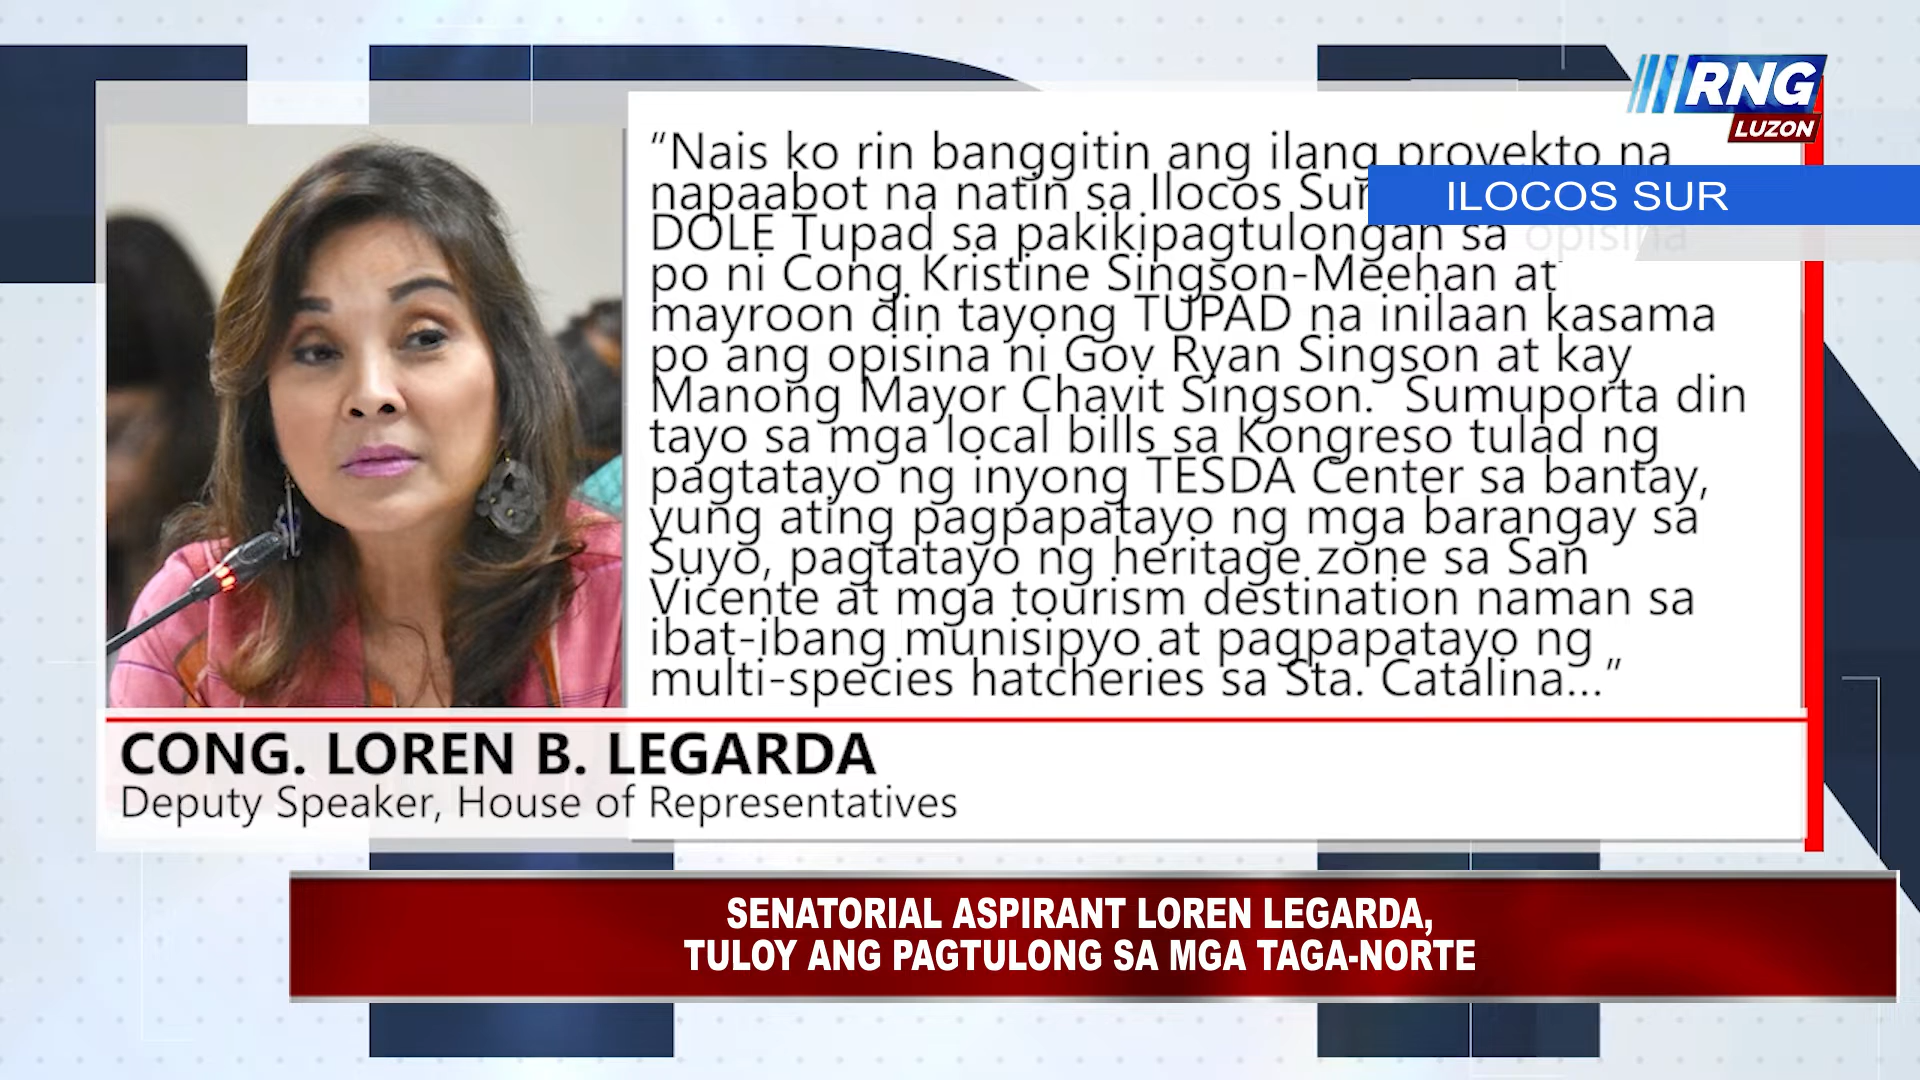 RNG
LUZON
ILOCOS SUR
“Nais ko rin banggitin ang ilang proyekto na
napaabot na natin sa Ilocos Sur
DOLE Tupad sa pakikipagtulongan sa opisina
po ni Cong Kristine Singson-Meehan at
mayroon din tayong TUPAD na inilaan kasama
po ang opisina ni Gov Ryan Singson at kay
Manong Mayor Chavit Singson.  Sumuporta din
tayo sa mga local bills sa Kongreso tulad ng
pagtatayo ng inyong TESDA Center sa bantay,
yung ating pagpapatayo ng mga barangay sa
Suyo, pagtatayo ng heritage zone sa San
Vicente at mga tourism destination naman sa
ibat-ibang munisipyo at pagpapatayo ng
multi-species hatcheries sa Sta. Catalina...”
CONG. LOREN B. LEGARDA
Deputy Speaker, House of Representatives
SENATORIAL ASPIRANT LOREN LEGARDA,
TULOY ANG PAGTULONG SA MGA TAGA-NORTE